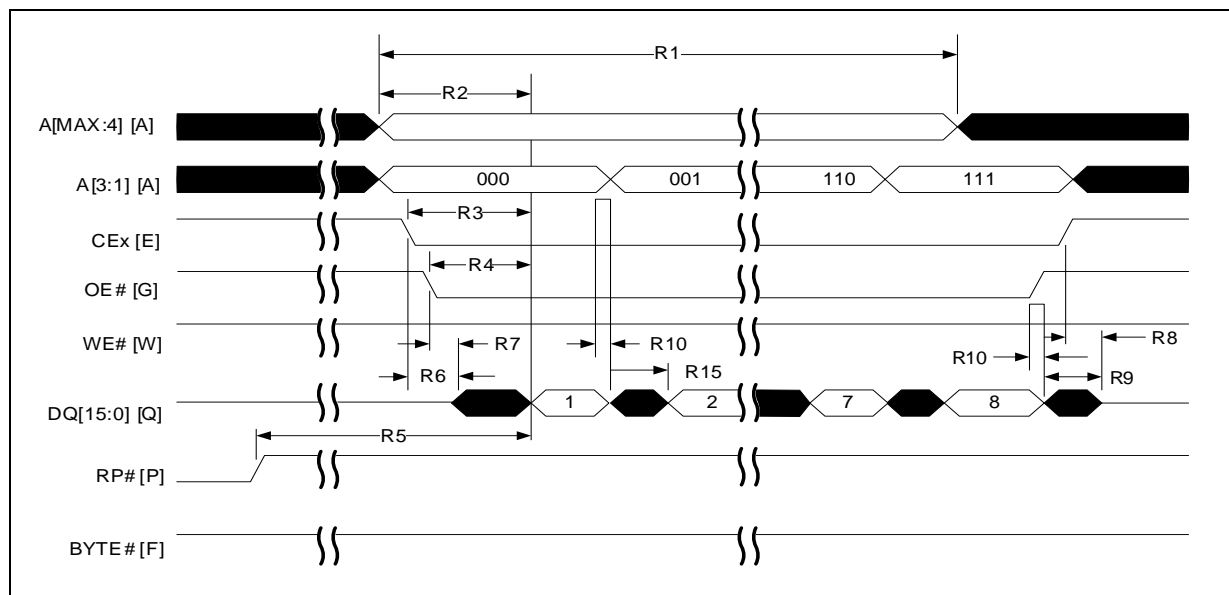 R1
R2
A[MAX:4] [A]
A[3:1] [A]
000
001
110
111
R3
CEx [E]
R4
OE# [G]
WE# [W]
R7
R10
R10
R8
R6
R15
R9
DQ[15:0] [Q]
1
2
7
8
R5
RP# [P]
BYTE# [F]